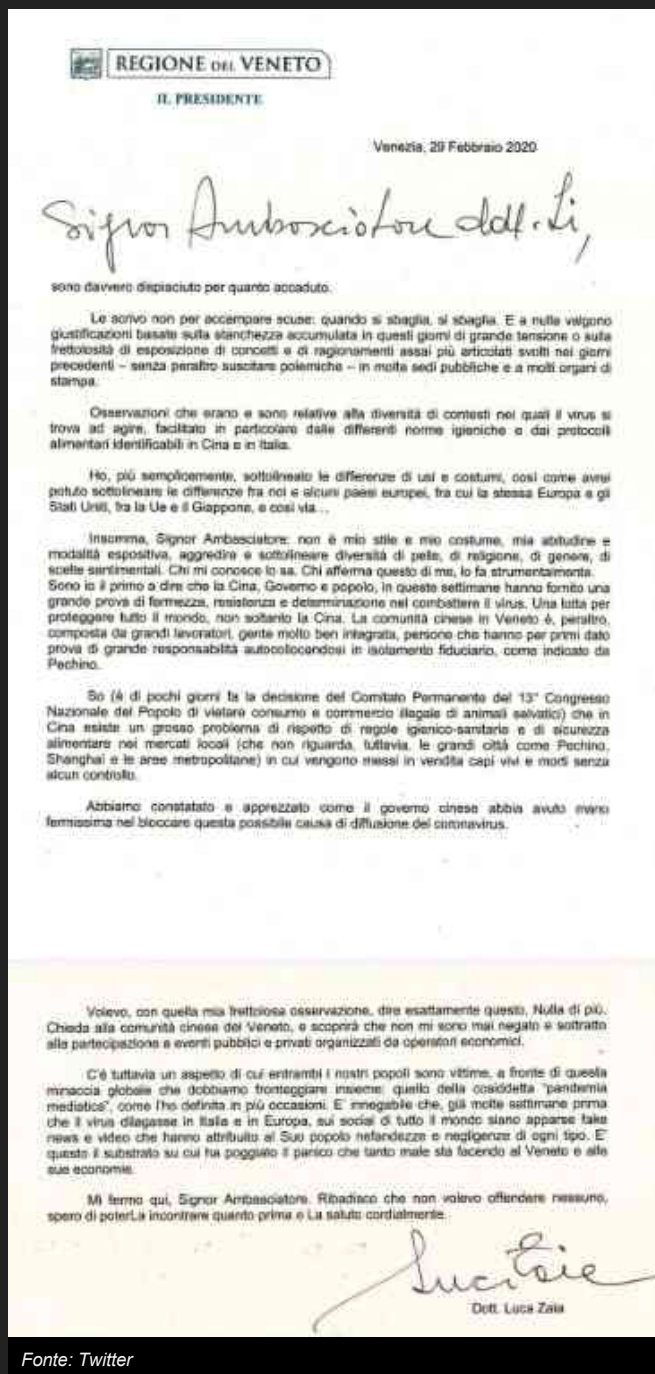 REGIONE DEL VENETO
IL PRESIDENTE
Venezia, 29 Febbraio 2020
Signor Ambasciatore dott. Li,
sono davvero dispiaciuto per quanto accaduto.
Le scrivo non per accampare scuse: quando si sbaglia, si sbaglia. E a nulla valgono
giustificazioni basate sulla stanchezza accumulata in questi giorni di grande tensione o sulla
frettolosità di esposizione di concetti e di ragionamenti assai più articolati svolti nei giorni
precedenti – senza peraltro suscitare polemiche – in molte sedi pubbliche e a molti organi di
stampa.
Osservazioni che erano e sono relative alla diversità di contesti nei quali il virus si
trova ad agire, facilitato in particolare dalle differenti norme igieniche e dai protocolli
alimentari identificabili in Cina e in Italia.
Ho, più semplicemente, sottolineato le differenze di usi e costumi, così come avrei
potuto sottolineare le differenze fra noi e alcuni paesi europei, fra cui la stessa Europa e gli
Stati Uniti, fra la Ue e il Giappone, e così via…
Insomma, Signor Ambasciatore: non è mio stile e mio costume, mia abitudine e
modalità espositiva, aggredire e sottolineare diversità di pelle, di religione, di genere, di
scelte sentimentali. Chi mi conosce lo sa. Chi afferma questo di me, lo fa strumentalmente.
Sono io il primo a dire che la Cina, Governo e popolo, in queste settimane hanno fornito una
grande prova di fermezza, resistenza e determinazione nel combattere il virus. Una lotta per
proteggere tutto il mondo, non soltanto la Cina. La comunità cinese in Veneto è, peraltro,
composta da grandi lavoratori, gente molto ben integrata, persone che hanno per primi dato
prova di grande responsabilità autocollocandosi in isolamento fiduciario, come indicato da
Pechino.
So (è di pochi giorni fa la decisione del Comitato Permanente del 13° Congresso
Nazionale del Popolo di vietare consumo e commercio illegale di animali selvatici) che in
Cina esiste un grosso problema di rispetto di regole igienico-sanitarie e di sicurezza
alimentare nei mercati locali (che non riguarda, tuttavia, le grandi città come Pechino,
Shanghai e le aree metropolitane) in cui vengono messi in vendita capi vivi e morti senza
alcun controllo.
Abbiamo constatato e apprezzato come il governo cinese abbia avuto mano
fermissima nel bloccare questa possibile causa di diffusione del coronavirus.
Volevo, con quella mia frettolosa osservazione, dire esattamente questo. Nulla di più.
Chieda alla comunità cinese del Veneto, e scoprirà che non mi sono mai negato e sottratto
alla partecipazione a eventi pubblici e privati organizzati da operatori economici.
C'è tuttavia un aspetto di cui entrambi i nostri popoli sono vittime, a fronte di questa
minaccia globale che dobbiamo fronteggiare insieme: quello della cosiddetta "pandemia
mediatica", come l'ho definita in più occasioni. E' innegabile che, già molte settimane prima
che il virus dilagasse in Italia e in Europa, sui social di tutto il mondo siano apparse fake
news e video che hanno attribuito al Suo popolo nefandezze e negligenze di ogni tipo. E'
questo il substrato su cui ha poggiato il panico che tanto male sta facendo al Veneto e alle
sue economie.
Mi fermo qui, Signor Ambasciatore. Ribadisco che non volevo offendere nessuno,
spero di poterLa incontrare quanto prima e La saluto cordialmente.
Luca Zaia
Dott. Luca Zaia
Fonte: Twitter